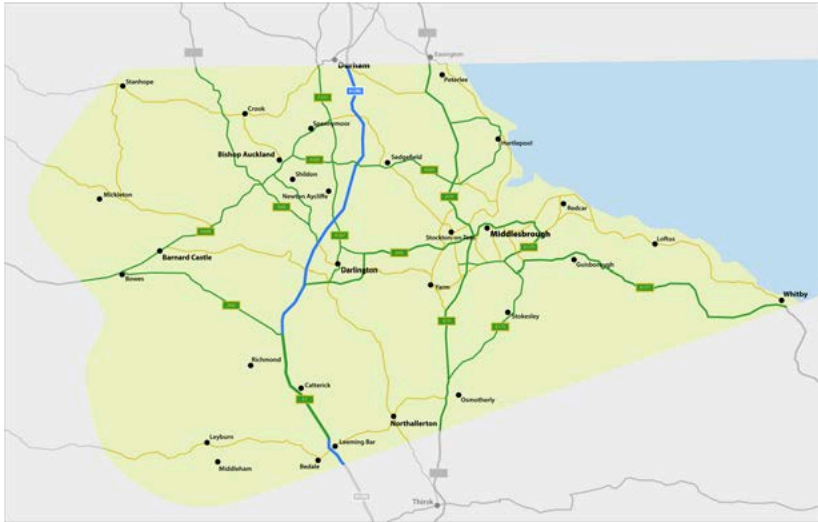 Easington
Durham
Stanhope
Peterlee
Crook
Spennymoor
Hartlepool
Bishop Auckland
Sedgefield
Shildon
Newton Aycliffe
Mickleton
Redcar
Stockton-on-Tees
Middlesbrough
Loftus
Barnard Castle
Darlington
Guisborough
Bowes
Yarm
Whitby
Stokesley
Richmond
Catterick
Osmotherly
Northallerton
Leyburn
Leeming Bar
Middleham
Bedale
Thirsk